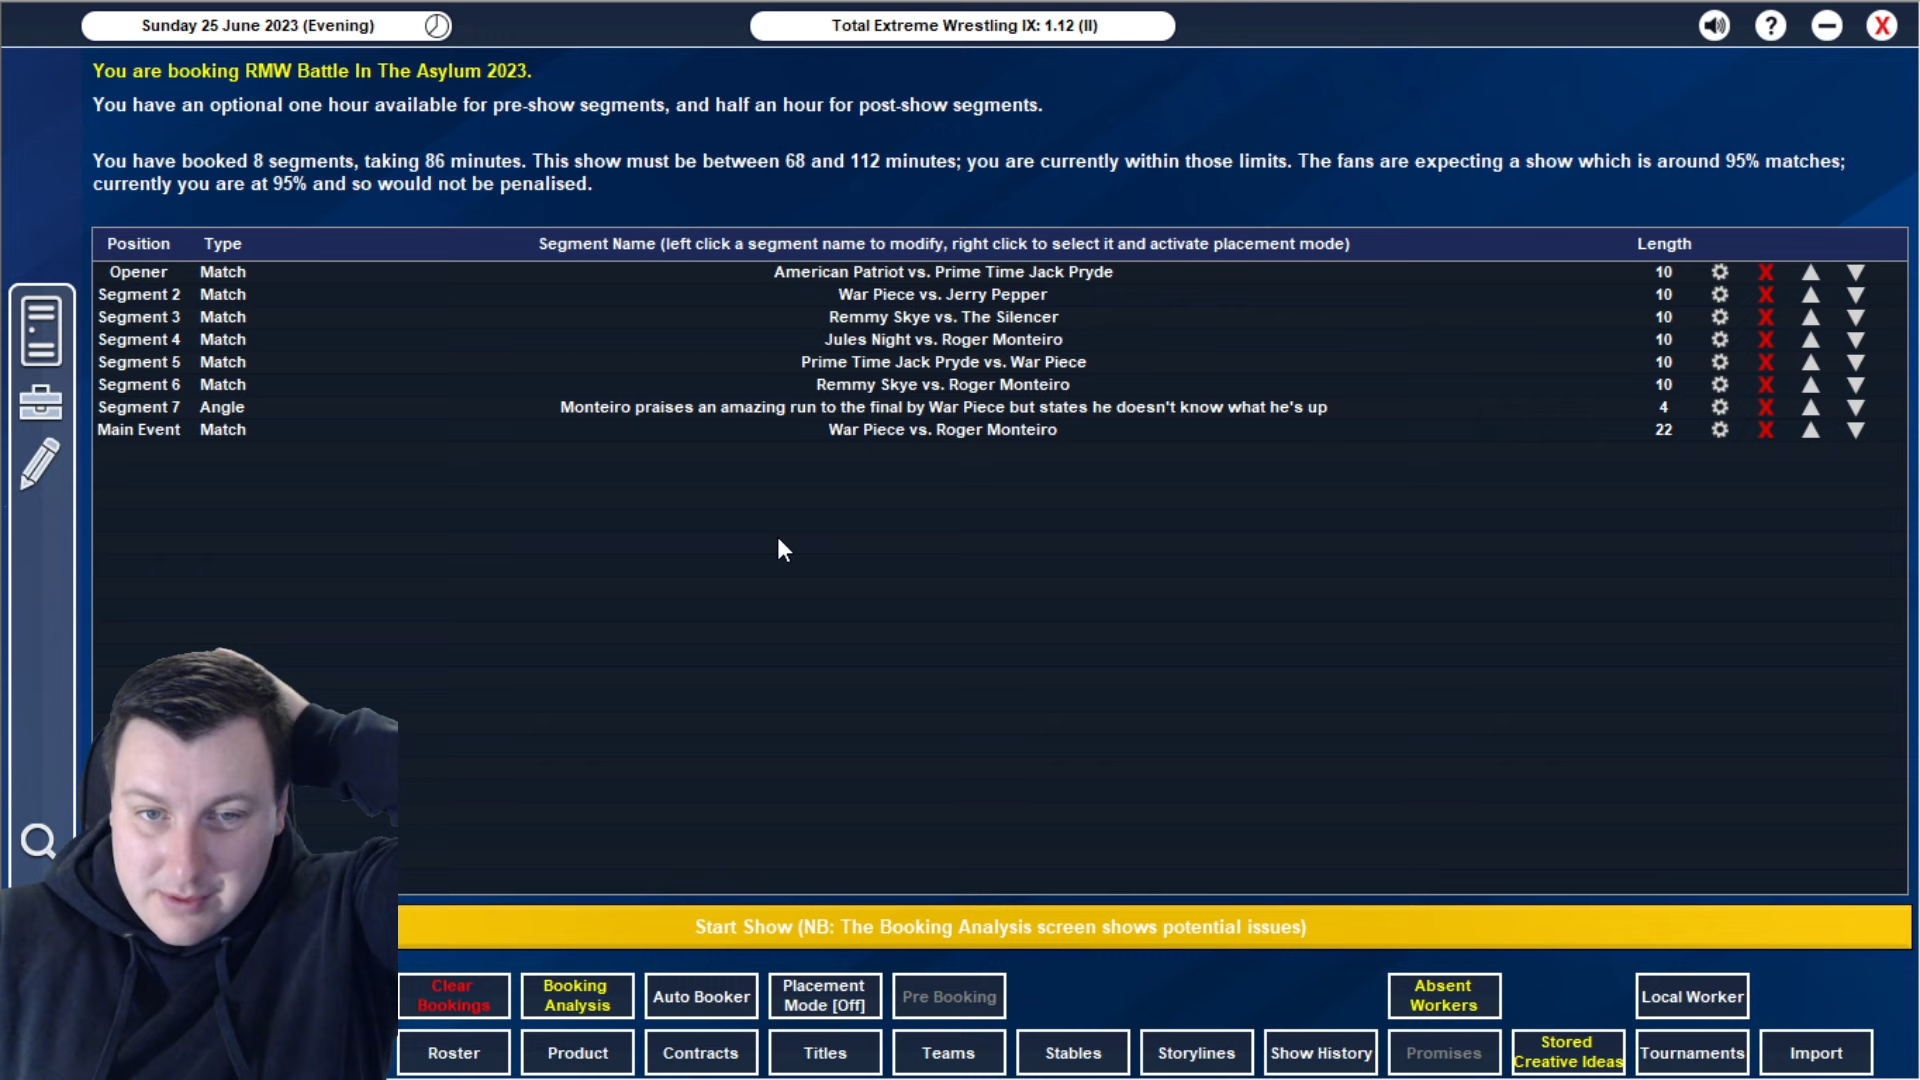 Sunday 25 June 2023 (Evening)
Total Extreme Wrestling IX: 1.12 (II)
?
X
You are booking RMW Battle In The Asylum 2023.
You have an optional one hour available for pre-show segments, and half an hour for post-show segments.
You have booked 8 segments, taking 86 minutes. This show must be between 68 and 112 minutes; you are currently within those limits. The fans are expecting a show which is around 95% matches;
currently you are at 95% and so would not be penalised.
Position Type Segment Name (left click a segment name to modify, right click to select it and activate placement mode) Length
Opener Match American Patriot vs. Prime Time Jack Pryde 10 X
Segment 2 Match War Piece vs. Jerry Pepper 10 X
Segment 3 Match Remmy Skye vs. The Silencer 10 X
Segment 4 Match Jules Night vs. Roger Monteiro 10 X
Segment 5 Match Prime Time Jack Pryde vs. War Piece 10 X
Segment 6 Match Remmy Skye vs. Roger Monteiro 10 X
Segment 7 Angle Monteiro praises an amazing run to the final by War Piece but states he doesn't know what he's up 4 X
Main Event Match War Piece vs. Roger Monteiro 22 X
Start Show (NB: The Booking Analysis screen shows potential issues)
Clear Bookings
Booking Analysis
Auto Booker
Placement Mode [Off]
Pre Booking
Absent Workers
Local Worker
Roster
Product
Contracts
Titles
Teams
Stables
Storylines
Show History
Promises
Stored Creative Ideas
Tournaments
Import